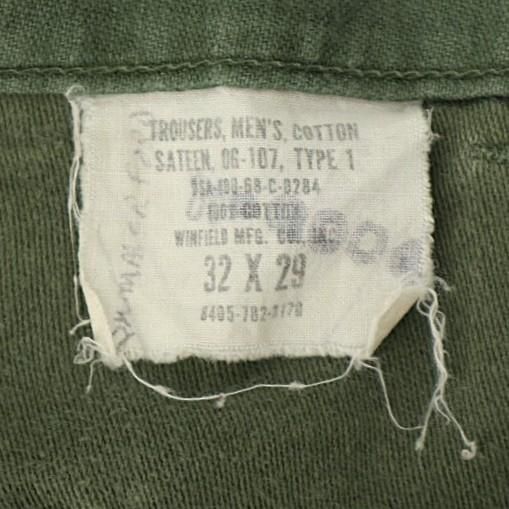 TROUSERS, MEN'S, COTTON
SATEEN, OG-107, TYPE 1
DSA-100-68-C-0284
100% COTTON
WINFIELD MFG. CO., INC.
32 X 29
8405-782-